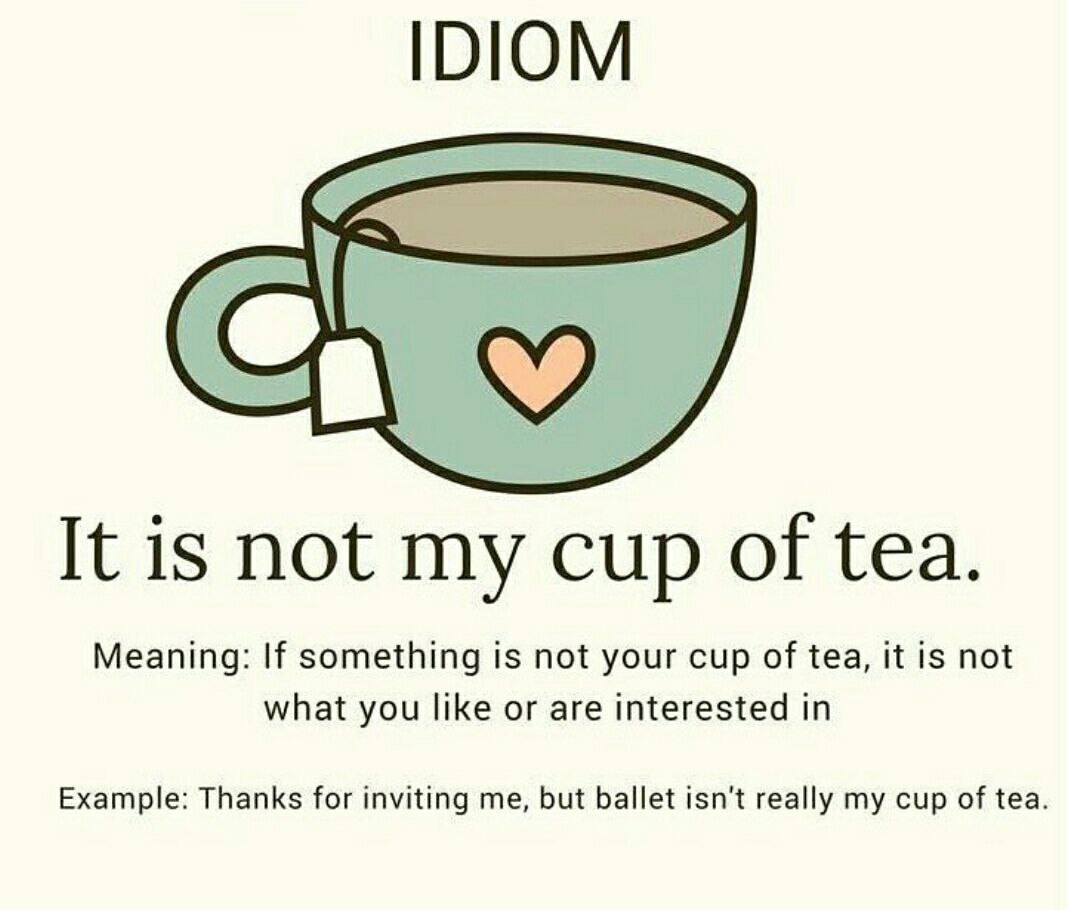 IDIOM
It is not my cup of tea.
Meaning: If something is not your cup of tea, it is not
what you like or are interested in
Example: Thanks for inviting me, but ballet isn't really my cup of tea.